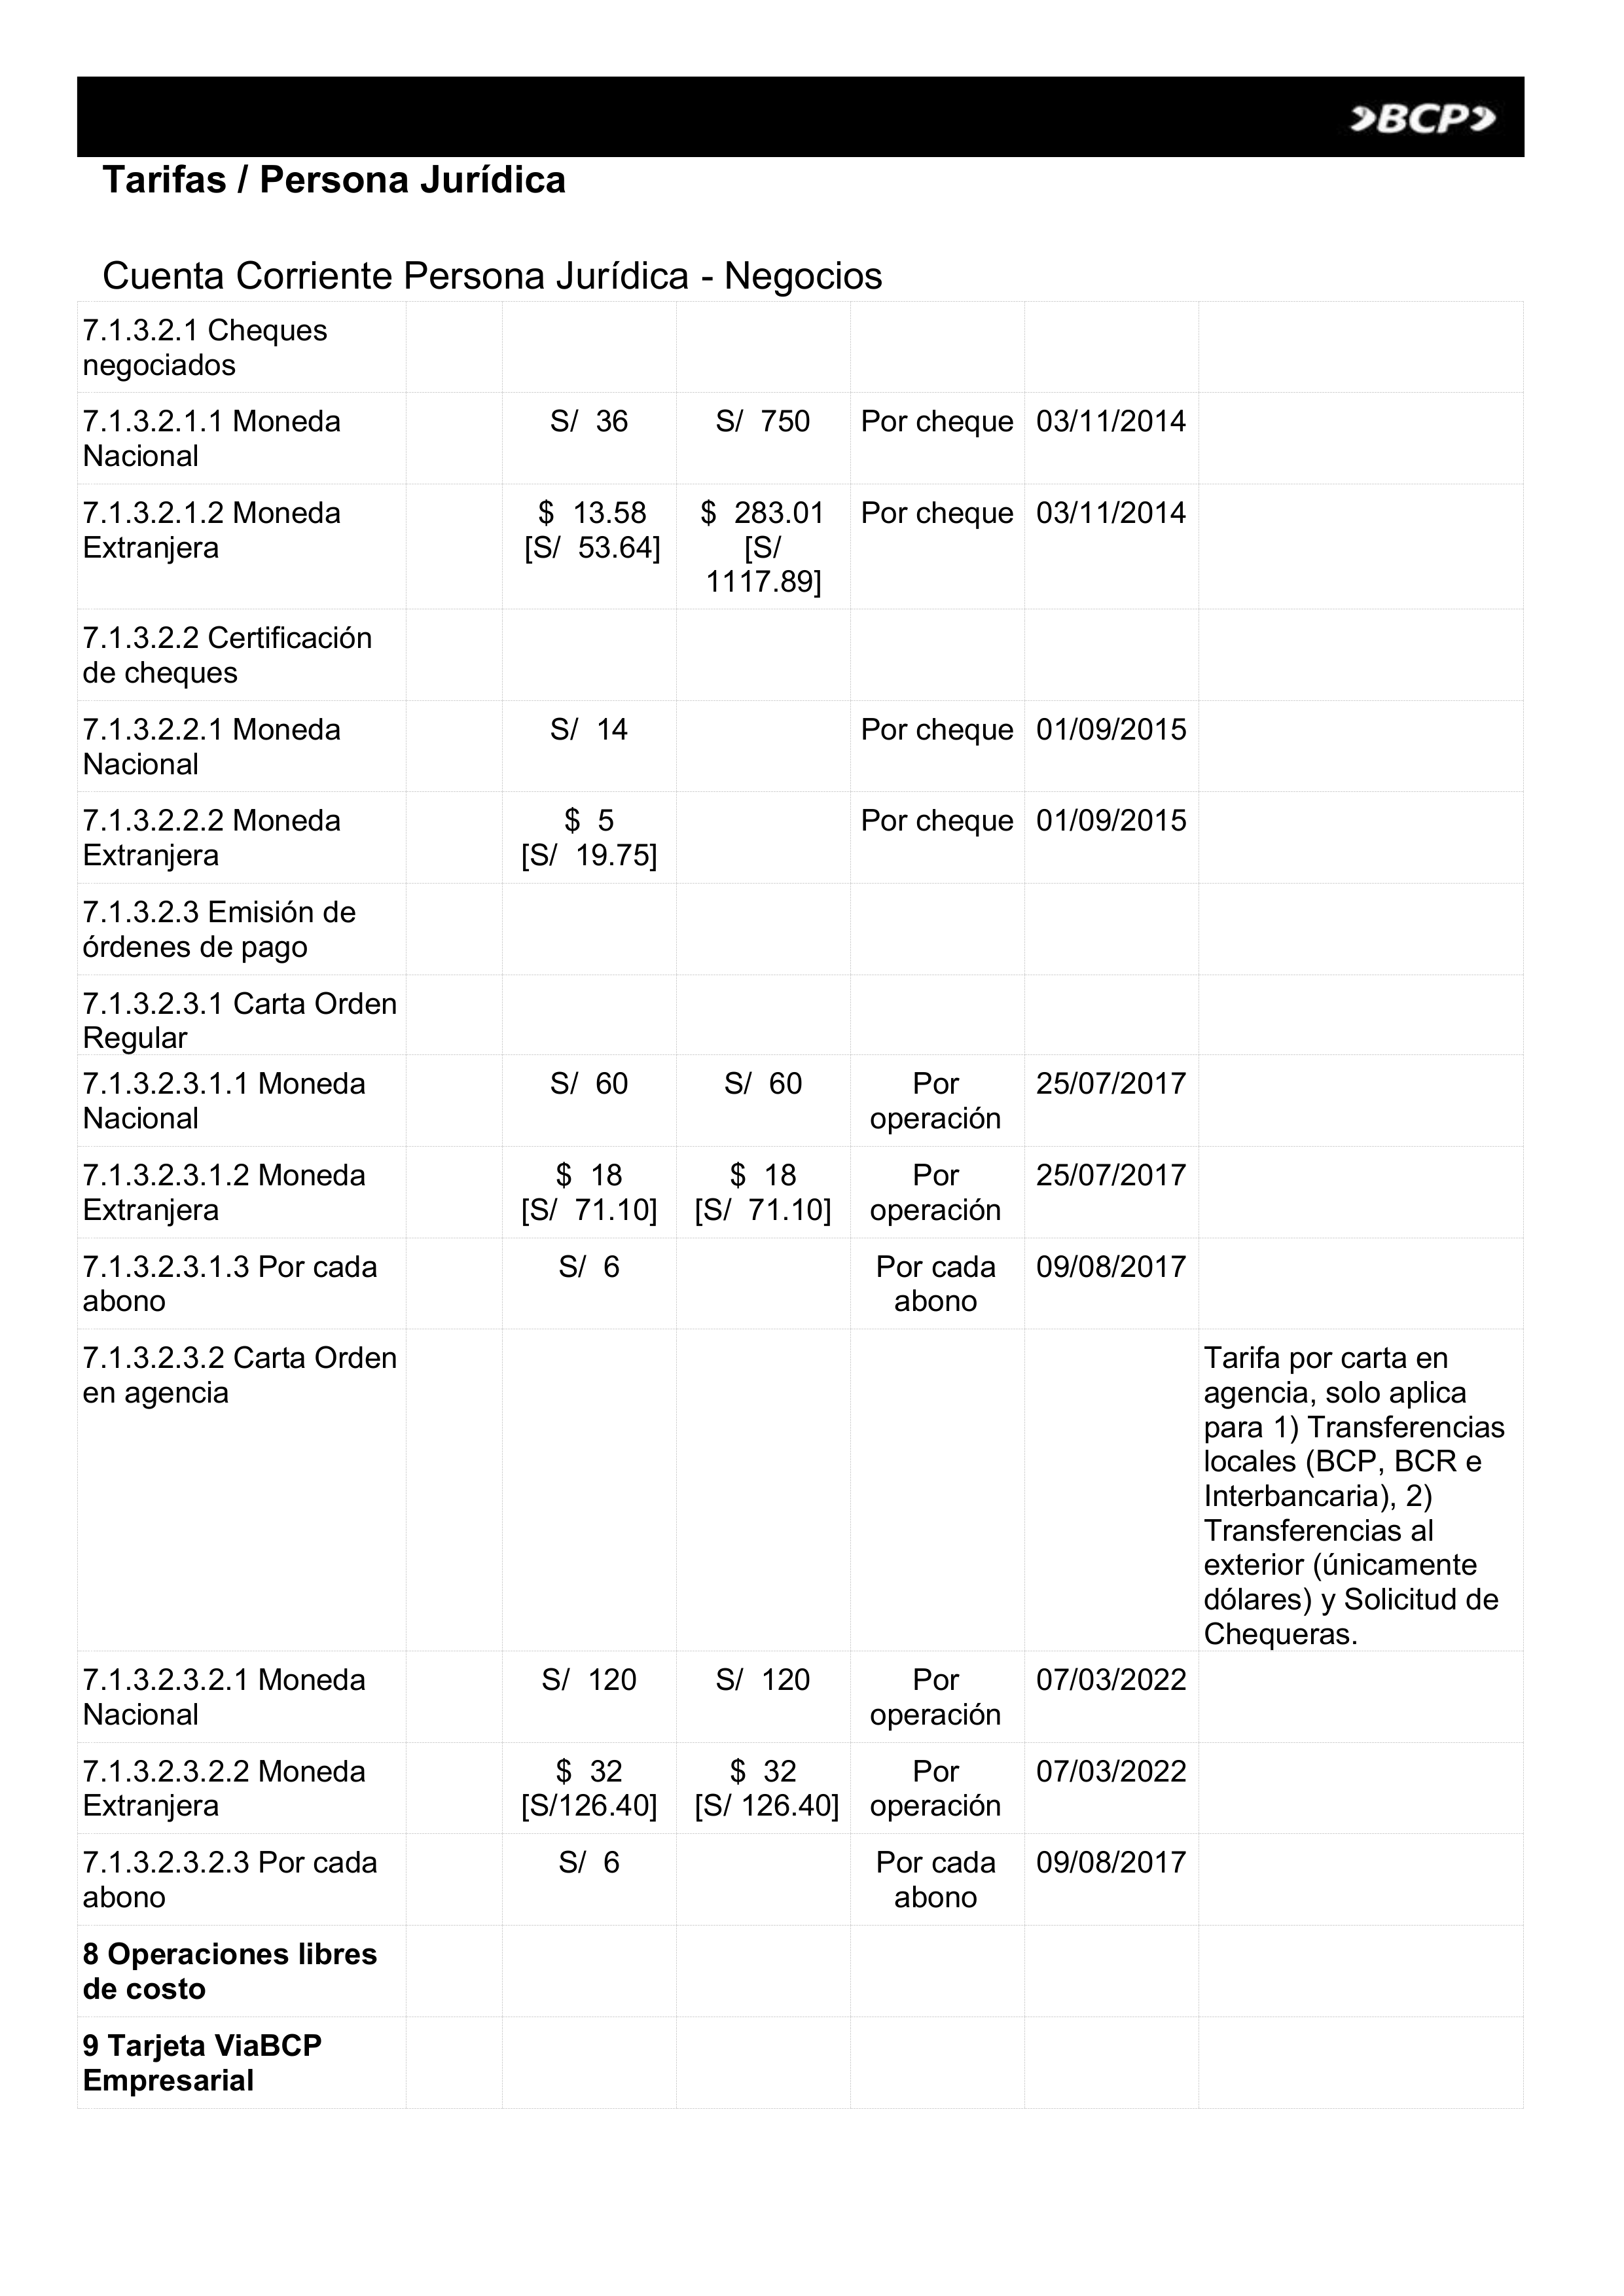 BCP
Tarifas / Persona Jurídica
Cuenta Corriente Persona Jurídica - Negocios
7.1.3.2.1 Cheques
negociados
7.1.3.2.1.1 Moneda
Nacional
S/ 36
S/ 750
Por cheque
03/11/2014
7.1.3.2.1.2 Moneda
Extranjera
$ 13.58
[S/ 53.64]
$ 283.01
[S/
1117.89]
Por cheque
03/11/2014
7.1.3.2.2 Certificación
de cheques
7.1.3.2.2.1 Moneda
Nacional
S/ 14
Por cheque
01/09/2015
7.1.3.2.2.2 Moneda
Extranjera
$ 5
[S/ 19.75]
Por cheque
01/09/2015
7.1.3.2.3 Emisión de
órdenes de pago
7.1.3.2.3.1 Carta Orden
Regular
7.1.3.2.3.1.1 Moneda
Nacional
S/ 60
S/ 60
Por
operación
25/07/2017
7.1.3.2.3.1.2 Moneda
Extranjera
$ 18
[S/ 71.10]
$ 18
[S/ 71.10]
Por
operación
25/07/2017
7.1.3.2.3.1.3 Por cada
abono
S/ 6
Por cada
abono
09/08/2017
7.1.3.2.3.2 Carta Orden
en agencia
Tarifa por carta en
agencia, solo aplica
para 1) Transferencias
locales (BCP, BCR e
Interbancaria), 2)
Transferencias al
exterior (únicamente
dólares) y Solicitud de
Chequeras.
7.1.3.2.3.2.1 Moneda
Nacional
S/ 120
S/ 120
Por
operación
07/03/2022
7.1.3.2.3.2.2 Moneda
Extranjera
$ 32
[S/126.40]
$ 32
[S/ 126.40]
Por
operación
07/03/2022
7.1.3.2.3.2.3 Por cada
abono
S/ 6
Por cada
abono
09/08/2017
8 Operaciones libres
de costo
9 Tarjeta ViaBCP
Empresarial